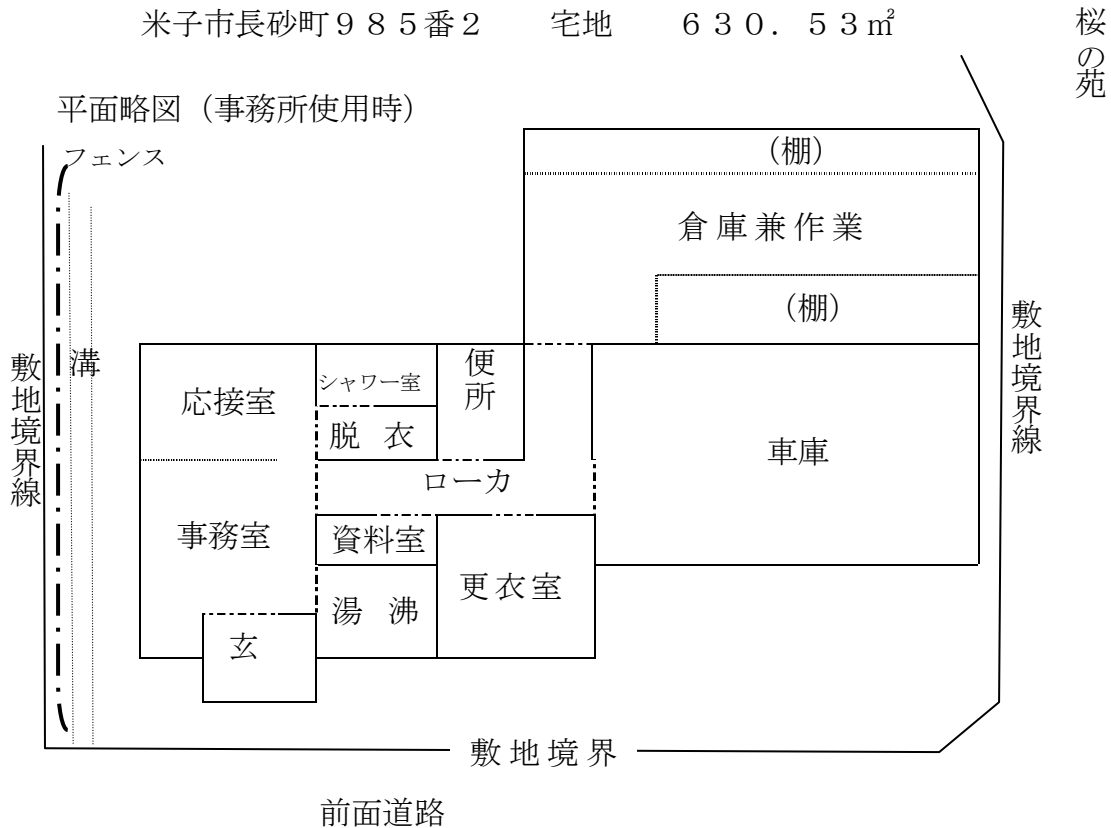 米子市長砂町９８５番２　　宅地　　６３０．５３㎡
桜の苑
平面略図（事務所使用時）
フェンス
（棚）
倉庫兼作業
（棚）
敷地境界線
溝
敷地境界線
応接室
シャワー室
便所
脱　衣
車庫
ローカ
事務室
資料室
更衣室
湯　沸
玄
敷地境界
前面道路